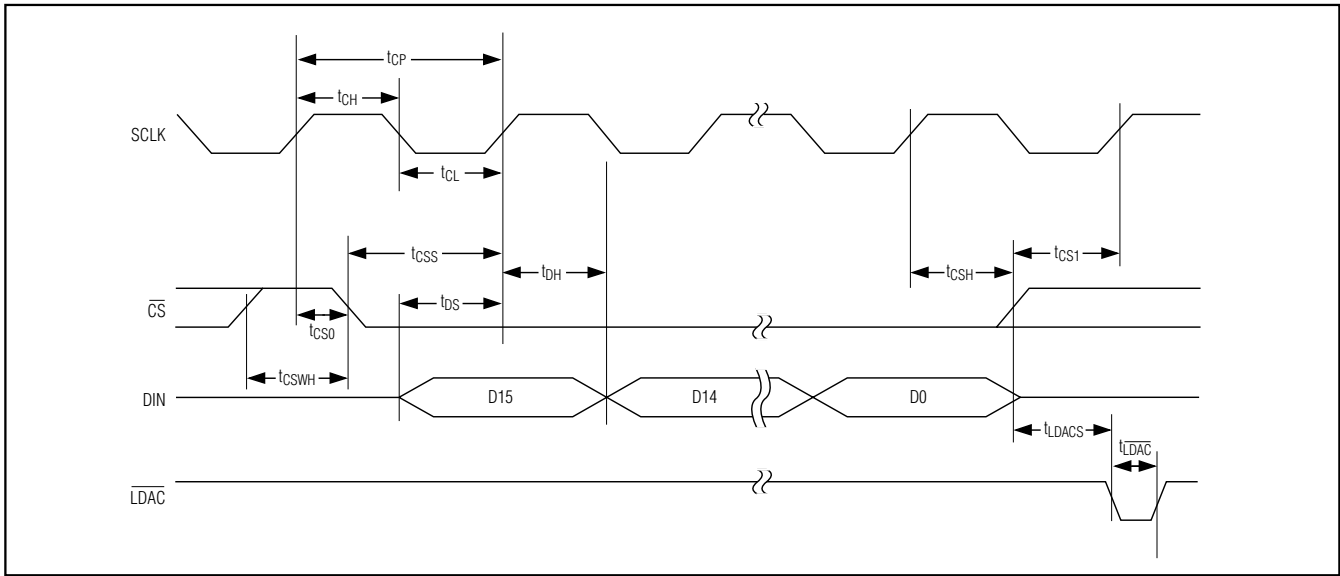 tCP
tCH
SCLK
tCL
tCSS
tDH
tCSH
tCS1
tDS
CS
tCS0
tCSWH
DIN
D15
D14
D0
tLDACS
tLDAC
LDAC